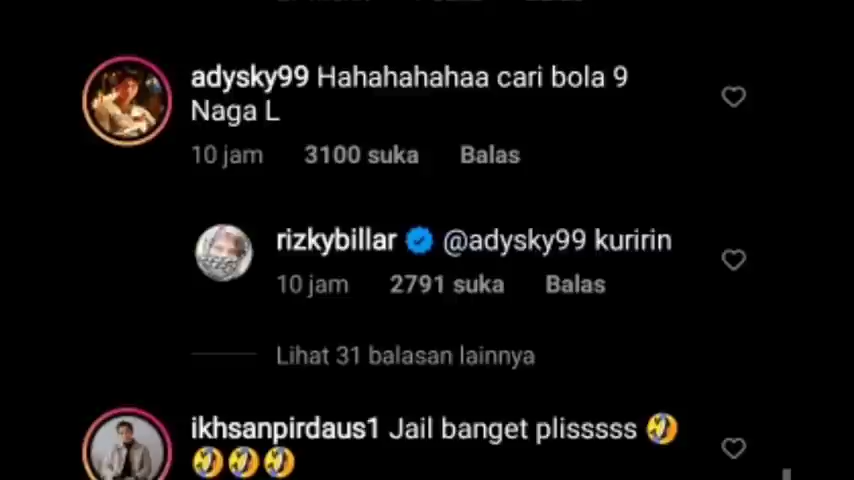 adysky99 Hahahahahaa cari bola 9
Naga L
10 jam 3100 suka Balas
rizkybillar @adysky99 kuririn
10 jam 2791 suka Balas
Lihat 31 balasan lainnya
ikhsanpirdaus1 Jail banget plisssss 🤣
🤣🤣🤣